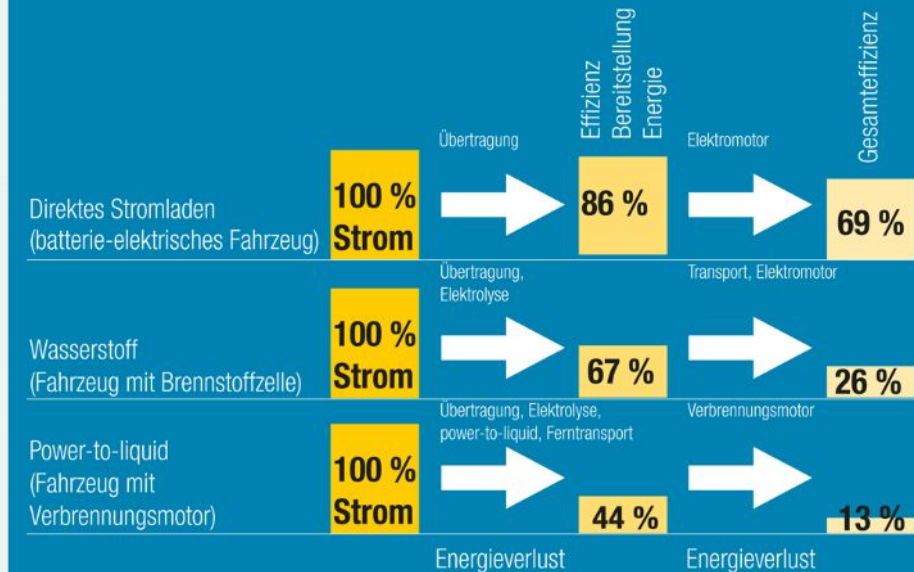 Effizienz
Bereitstellung
Energie
Gesamteffizienz
Übertragung
Elektromotor
Direktes Stromladen
(batterie-elektrisches Fahrzeug)
100 %
Strom
86 %
69 %
Übertragung,
Elektrolyse
Transport, Elektromotor
Wasserstoff
(Fahrzeug mit Brennstoffzelle)
100 %
Strom
67 %
26 %
Übertragung, Elektrolyse,
power-to-liquid, Ferntransport
Verbrennungsmotor
Power-to-liquid
(Fahrzeug mit
Verbrennungsmotor)
100 %
Strom
44 %
13 %
Energieverlust
Energieverlust